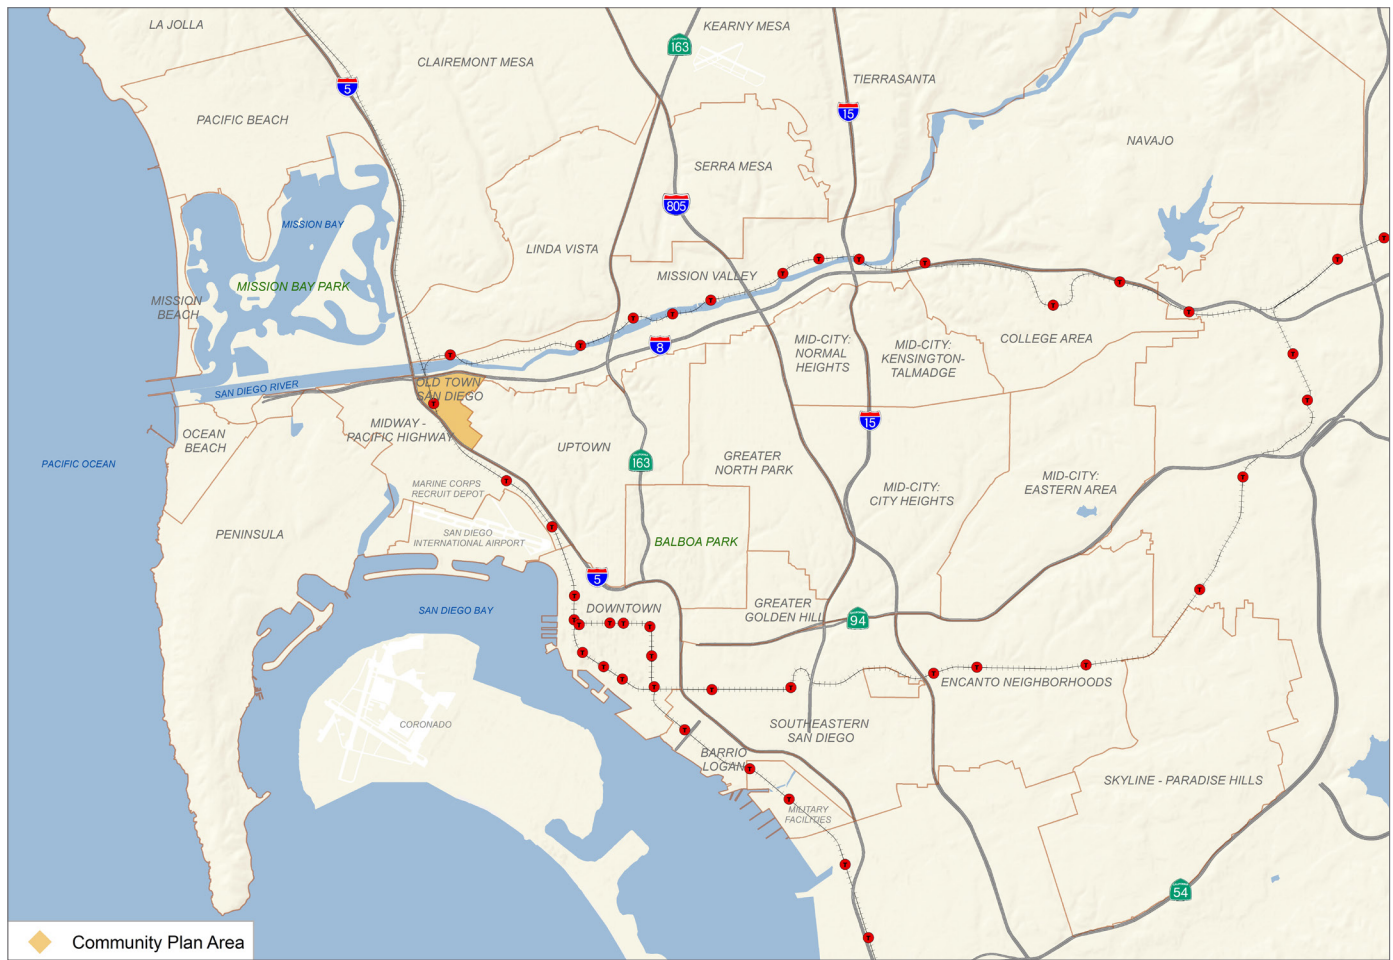 LA JOLLA
KEARNY MESA
163
CLAIREMONT MESA
TIERRASANTA
5
15
PACIFIC BEACH
NAVAJO
SERRA MESA
805
MISSION BAY
LINDA VISTA
MISSION VALLEY
MISSION BAY PARK
MISSION
BEACH
8
MID-CITY:
NORMAL
HEIGHTS
MID-CITY:
KENSINGTON-
TALMADGE
COLLEGE AREA
OLD TOWN
SAN DIEGO
SAN DIEGO RIVER
15
MIDWAY -
PACIFIC HIGHWAY
OCEAN
BEACH
UPTOWN
163
GREATER
NORTH PARK
PACIFIC OCEAN
MARINE CORPS
RECRUIT DEPOT
MID-CITY:
CITY HEIGHTS
MID-CITY:
EASTERN AREA
PENINSULA
SAN DIEGO
INTERNATIONAL AIRPORT
BALBOA PARK
5
SAN DIEGO BAY
DOWNTOWN
GREATER
GOLDEN HILL
94
ENCANTO NEIGHBORHOODS
CORONADO
SOUTHEASTERN
SAN DIEGO
BARRIO
LOGAN
SKYLINE - PARADISE HILLS
MILITARY
FACILITIES
54
Community Plan Area